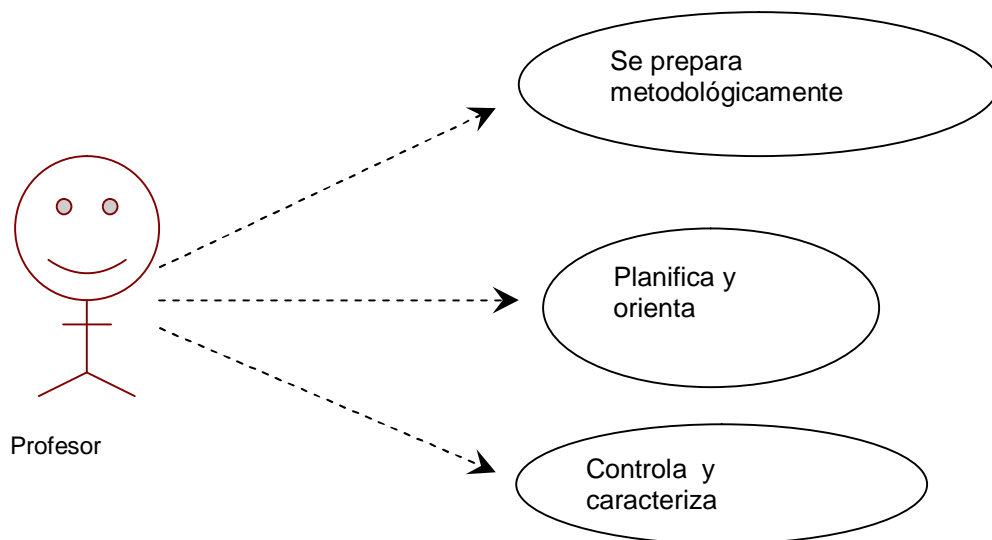 Se prepara
metodológicamente
Planifica y
orienta
Profesor
Controla y
caracteriza